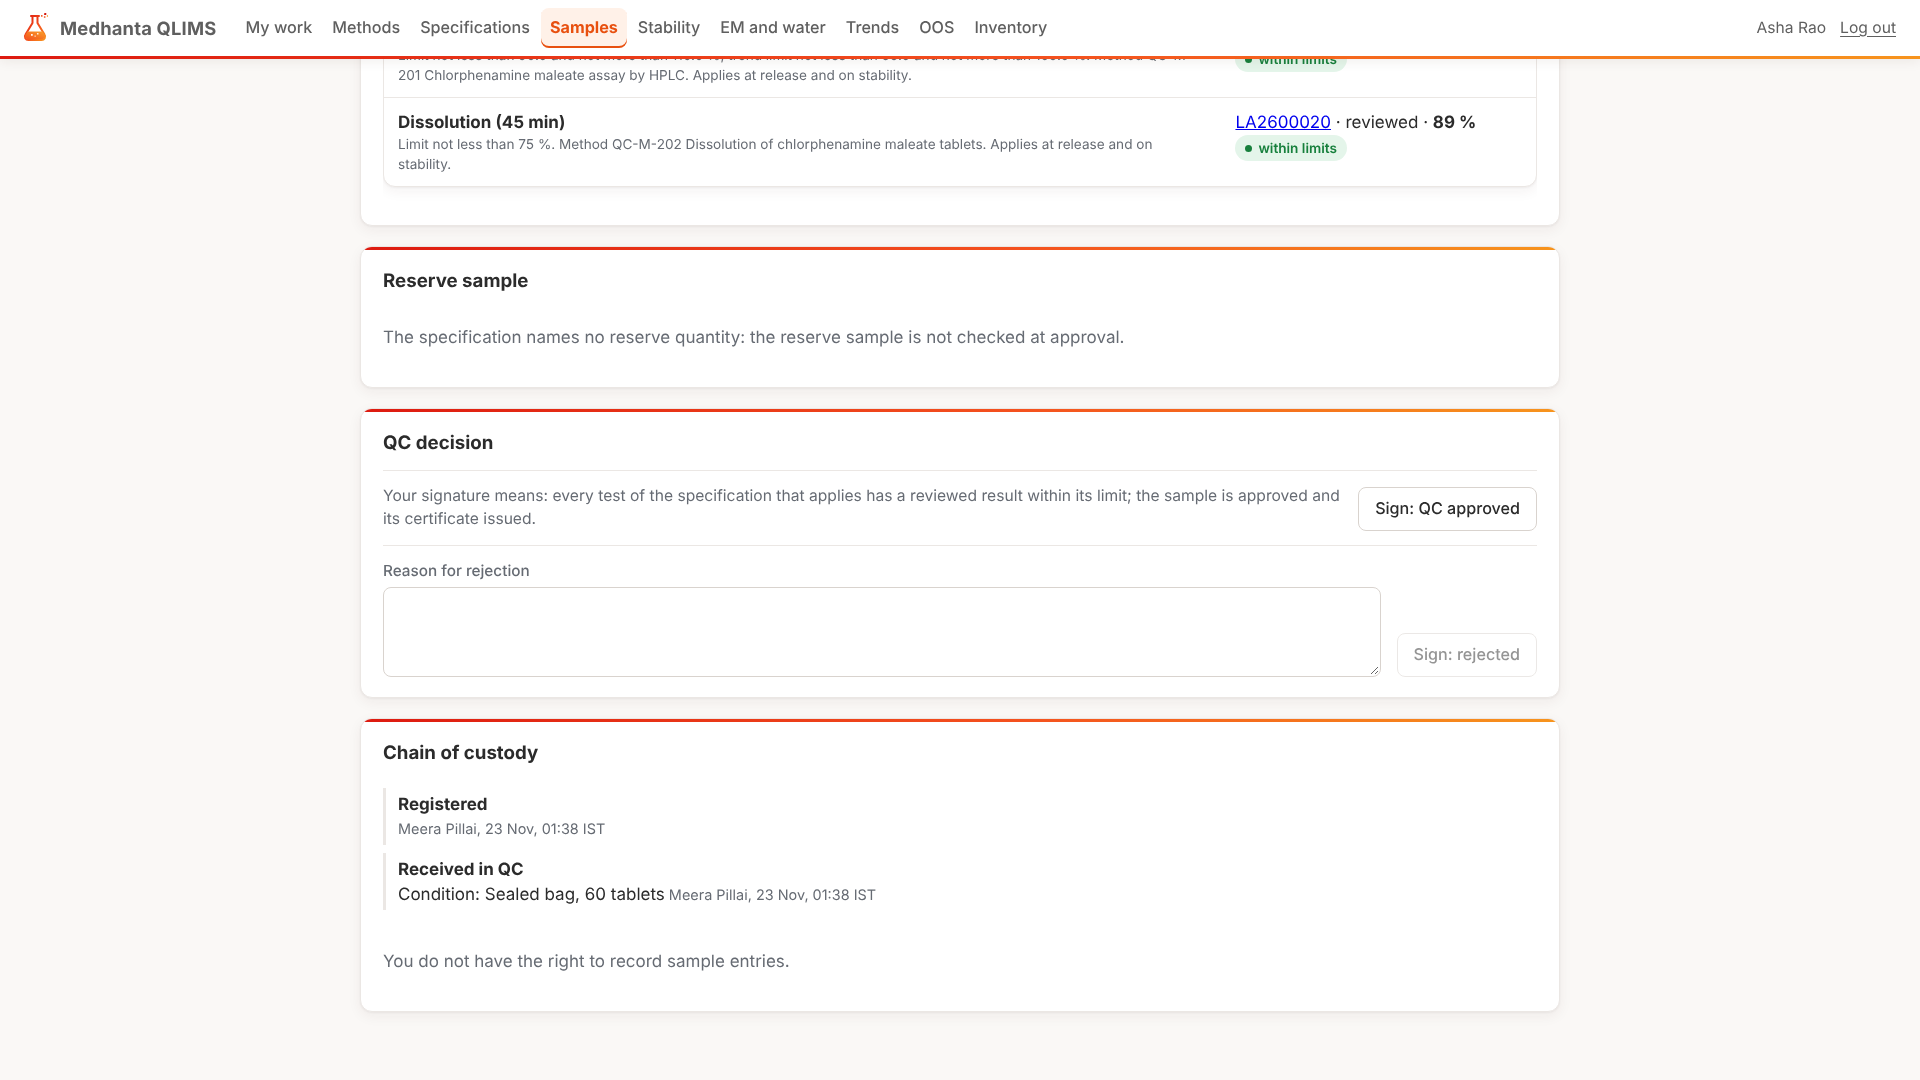 Medhanta QLIMS
My work
Methods
Specifications
Samples
Stability
EM and water
Trends
OOS
Inventory
Asha Rao
Log out
201 Chlorphenamine maleate assay by HPLC. Applies at release and on stability.
within limits
Dissolution (45 min)
Limit not less than 75 %. Method QC-M-202 Dissolution of chlorphenamine maleate tablets. Applies at release and on
stability.
LA2600020 · reviewed · 89 %
within limits
Reserve sample
The specification names no reserve quantity: the reserve sample is not checked at approval.
QC decision
Your signature means: every test of the specification that applies has a reviewed result within its limit; the sample is approved and
its certificate issued.
Sign: QC approved
Reason for rejection
Sign: rejected
Chain of custody
Registered
Meera Pillai, 23 Nov, 01:38 IST
Received in QC
Condition: Sealed bag, 60 tablets Meera Pillai, 23 Nov, 01:38 IST
You do not have the right to record sample entries.